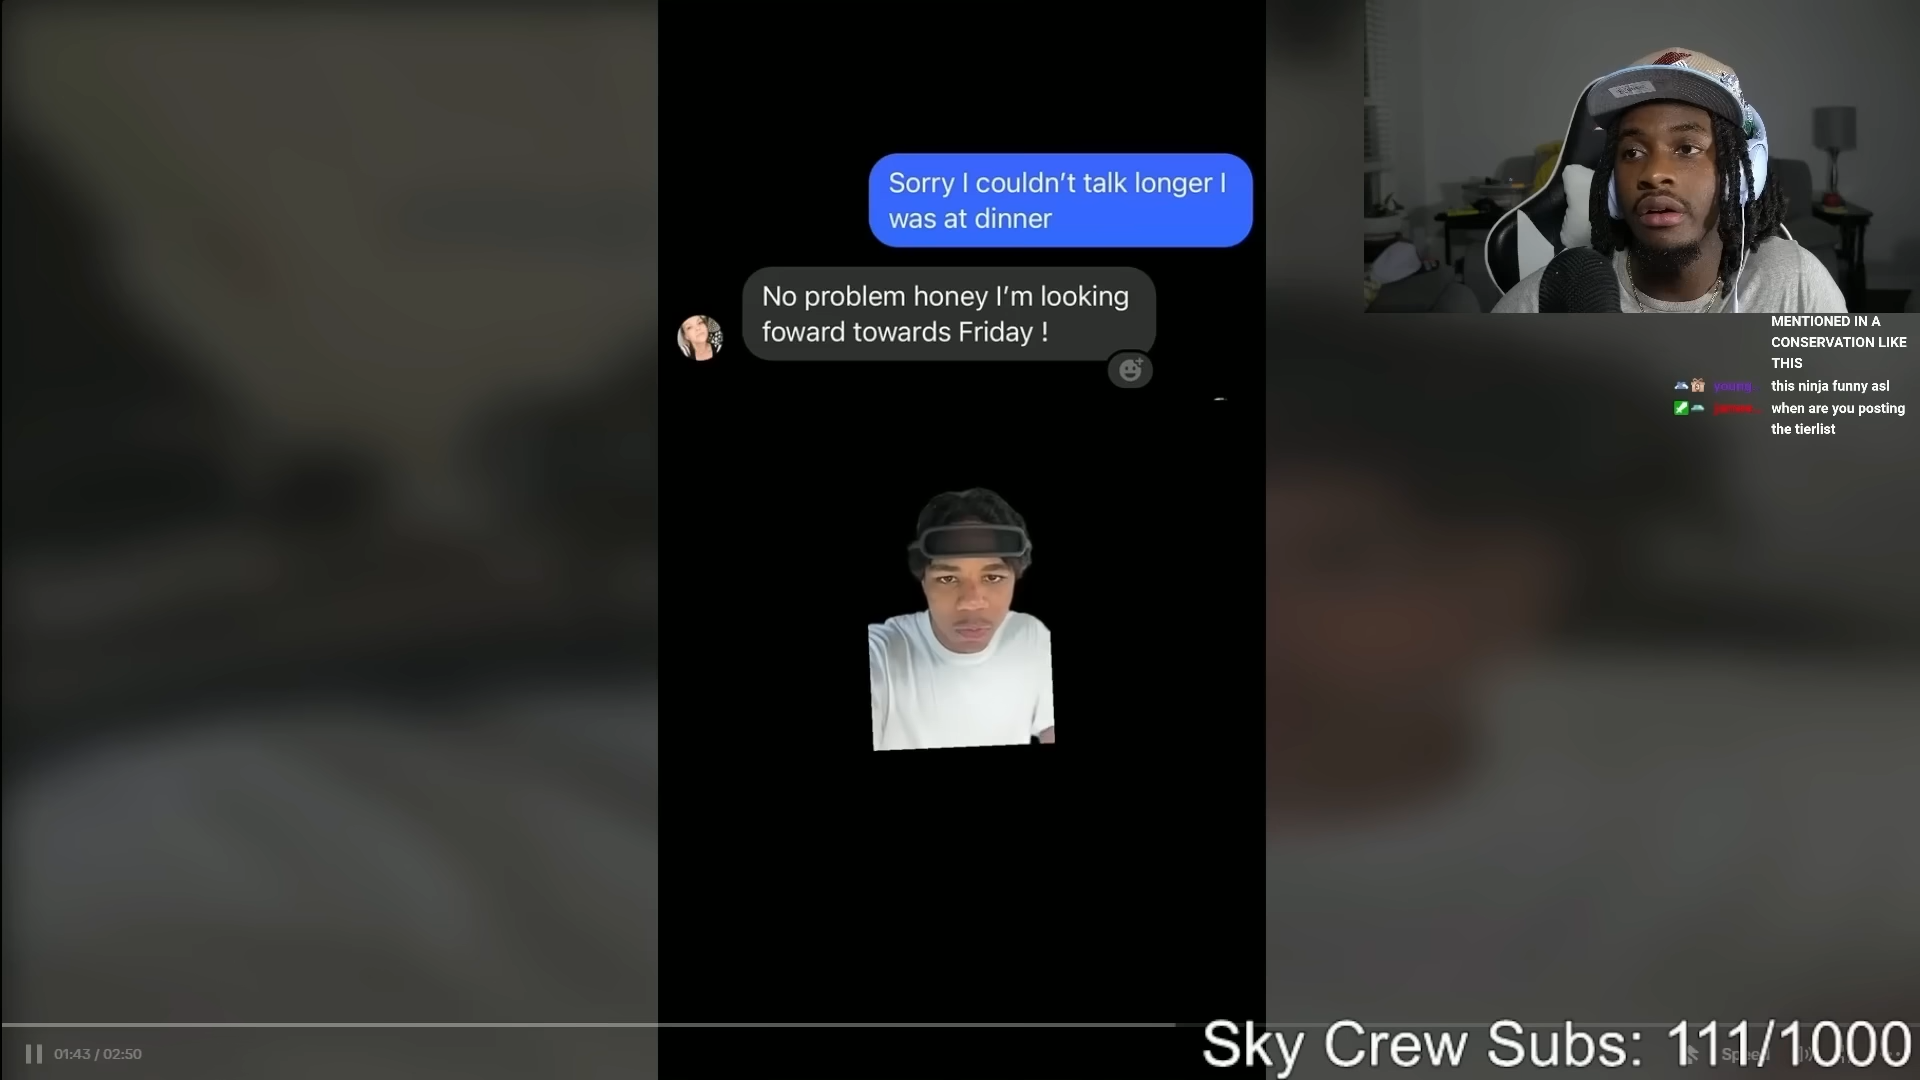 Sorry I couldn't talk longer I
was at dinner
No problem honey I'm looking
foward towards Friday !
MENTIONED IN A
CONSERVATION LIKE
THIS
this ninja funny asl
when are you posting
the tierlist
01:43 / 02:50
Sky Crew Subs: 111/1000